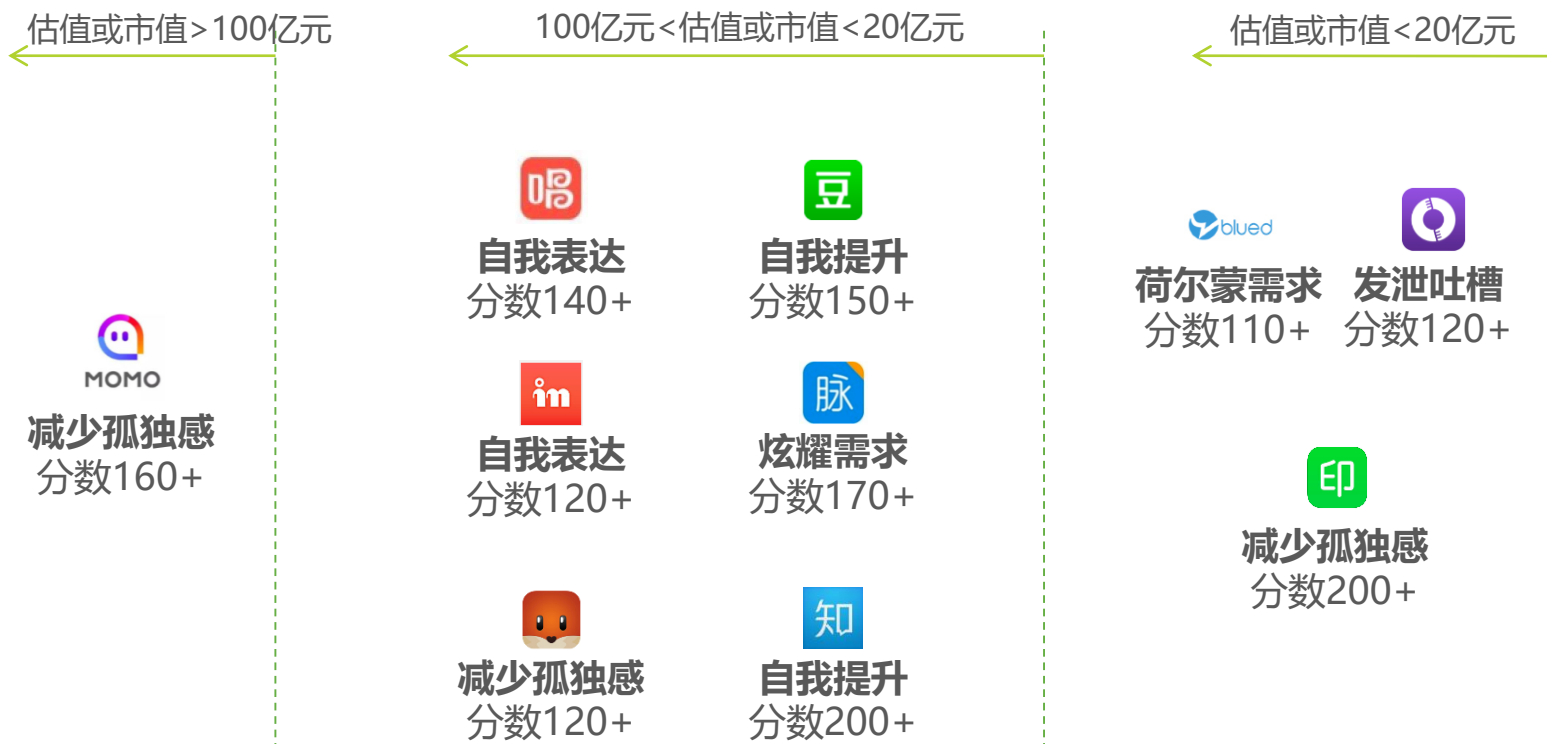 估值或市值>100亿元
100亿元<估值或市值<20亿元
估值或市值<20亿元
MOMO
减少孤独感
分数160+
唱
自我表达
分数140+
豆
自我提升
分数150+
in
自我表达
分数120+
脉
炫耀需求
分数170+
减少孤独感
分数120+
知
自我提升
分数200+
blued
荷尔蒙需求
分数110+
发泄吐槽
分数120+
印
减少孤独感
分数200+